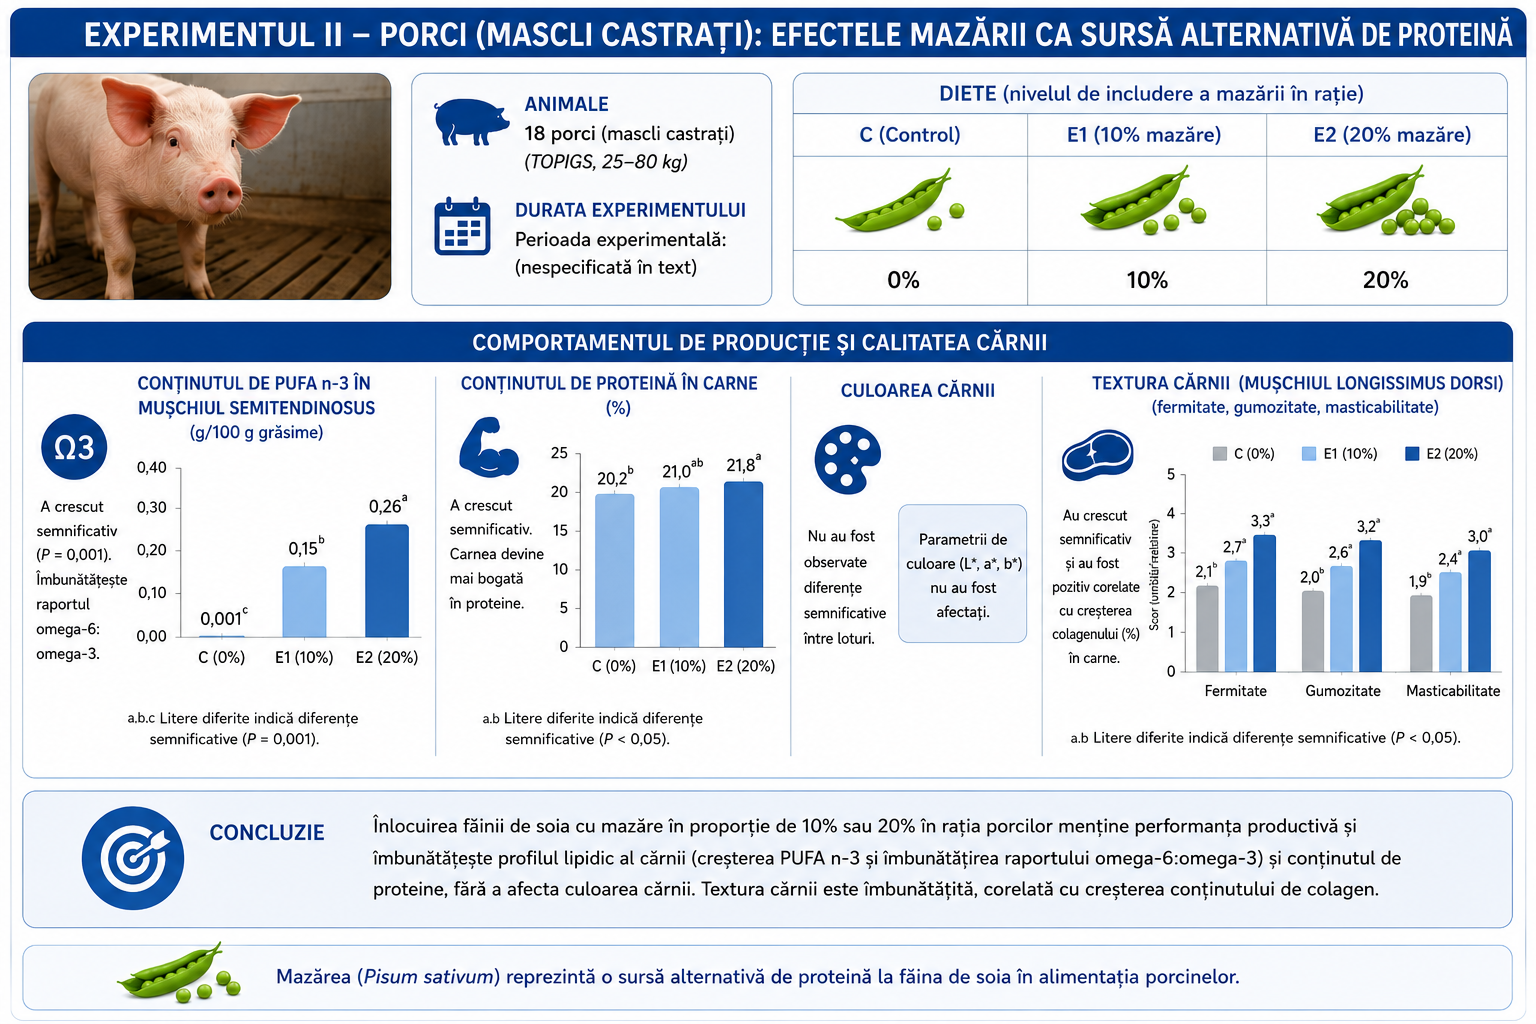 EXPERIMENTUL II – PORCI (MASCLI CASTRAȚI): EFECTELE MAZĂRII CA SURSĂ ALTERNATIVĂ DE PROTEINĂ
ANIMALE
18 porci (mascli castrați)
(TOPIGS, 25–80 kg)
DURATA EXPERIMENTULUI
Perioada experimentală:
(nespecificată în text)
DIETE (nivelul de includere a mazării în rație)
C (Control) E1 (10% mazăre) E2 (20% mazăre)
0% 10% 20%
COMPORTAMENTUL DE PRODUCȚIE ȘI CALITATEA CĂRNII
CONȚINUTUL DE PUFA n-3 ÎN
MUȘCHIUL SEMITENDINOSUS
(g/100 g grăsime)
Ω3
A crescut
semnificativ
(P = 0,001).
Îmbunătățește
raportul
omega-6:
omega-3.
0,40
0,30
0,20
0,10
0,00
0,001c
0,15b
0,26a
C (0%) E1 (10%) E2 (20%)
a,b.c Litere diferite indică diferențe
semnificative (P = 0,001).
CONȚINUTUL DE PROTEINĂ ÎN CARNE
(%)
A crescut
semnificativ.
Carnea devine
mai bogată
în proteine.
25
20
15
10
5
0
20,2b
21,0ab
21,8a
C (0%) E1 (10%) E2 (20%)
a.b Litere diferite indică diferențe
semnificative (P < 0,05).
CULOAREA CĂRNII
Nu au fost
observate
diferențe
semnificative
între loturi.
Parametrii de
culoare (L*, a*, b*)
nu au fost
afectați.
TEXTURA CĂRNII (MUȘCHIUL LONGISSIMUS DORSI)
(fermitate, gumozitate, masticabilitate)
C (0%) E1 (10%) E2 (20%)
Au crescut
semnificativ
și au fost
pozitiv corelate
cu creșterea
colagenului (%)
în carne.
Scor
5
4
3
2
1
0
2,1b 2,7a 3,3a
2,0b 2,6a 3,2a
1,9b 2,4a 3,0a
Fermitate Gumozitate Masticabilitate
a.b Litere diferite indică diferențe semnificative (P < 0,05).
CONCLUZIE
Înlocuirea făinii de soia cu mazăre în proporție de 10% sau 20% în rația porcilor menține performanța productivă și
îmbunătățește profilul lipidic al cărnii (creșterea PUFA n-3 și îmbunătățirea raportului omega-6:omega-3) și conținutul de
proteine, fără a afecta culoarea cărnii. Textura cărnii este îmbunătățită, corelată cu creșterea conținutului de colagen.
Mazărea (Pisum sativum) reprezintă o sursă alternativă de proteină la făina de soia în alimentația porcinelor.